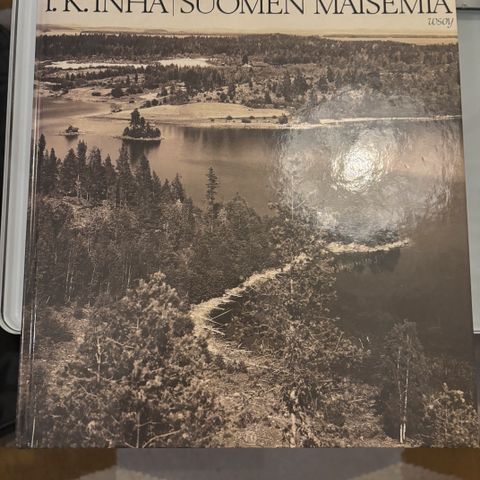 I. K. INHA | SUOMEN MAISEMIA
WSOY